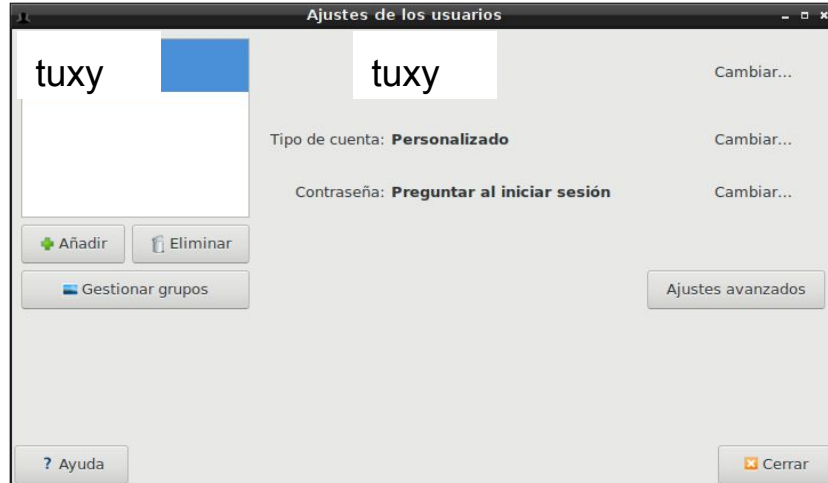 Ajustes de los usuarios
tuxy
tuxy
Cambiar...
Tipo de cuenta: Personalizado
Cambiar...
Contraseña: Preguntar al iniciar sesión
Cambiar...
Añadir
Eliminar
Gestionar grupos
Ajustes avanzados
? Ayuda
Cerrar